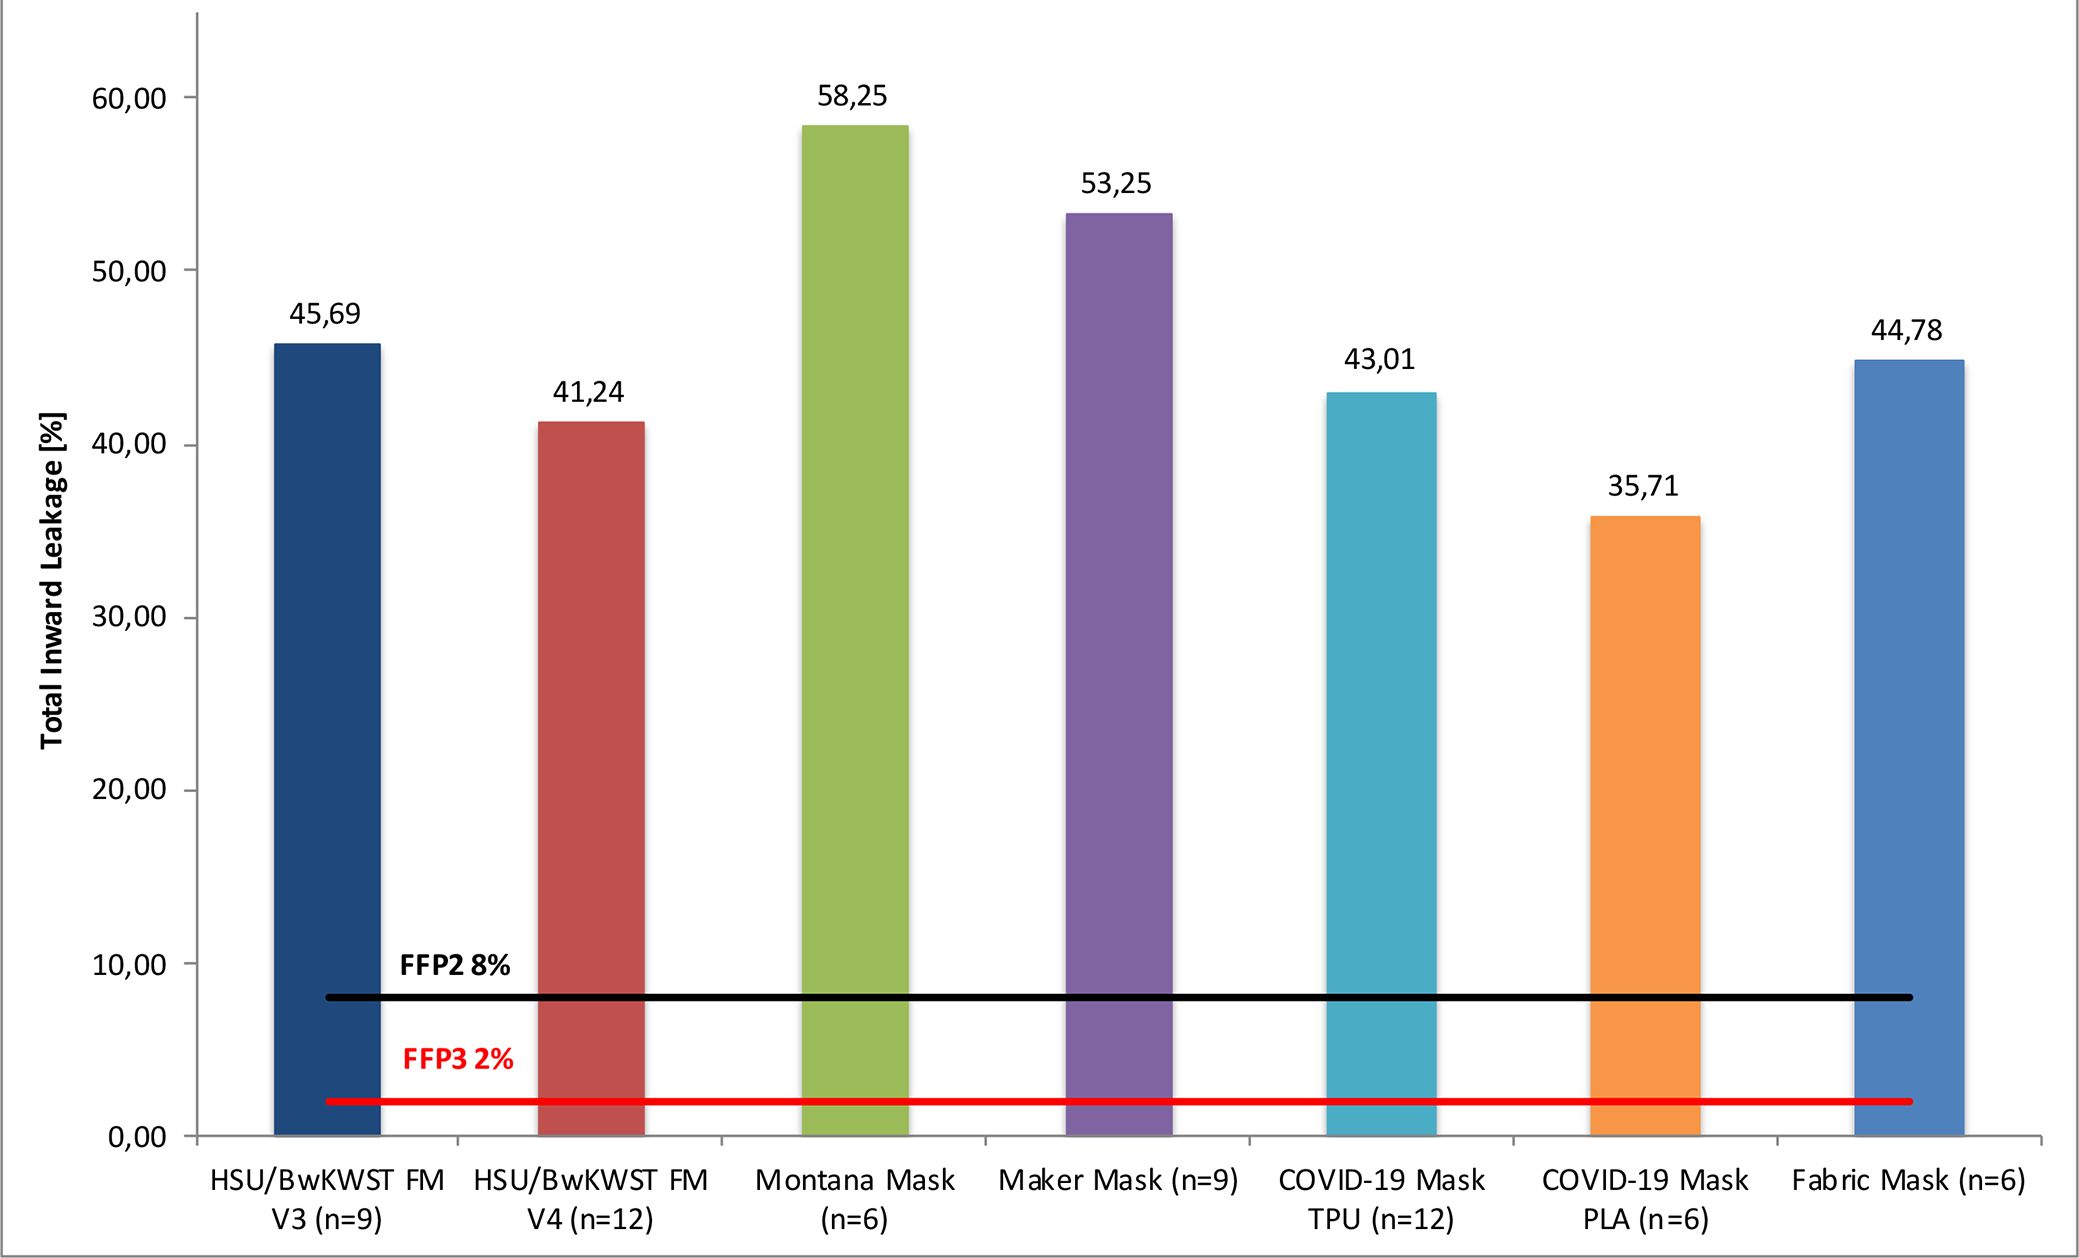 60,00
50,00
40,00
30,00
20,00
10,00
0,00
Total Inward Leakage [%]
45,69
41,24
58,25
53,25
43,01
35,71
44,78
FFP2 8%
FFP3 2%
HSU/BwKWST FM
V3 (n=9)
HSU/BwKWST FM
V4 (n=12)
Montana Mask
(n=6)
Maker Mask (n=9)
COVID-19 Mask
TPU (n=12)
COVID-19 Mask
PLA (n=6)
Fabric Mask (n=6)